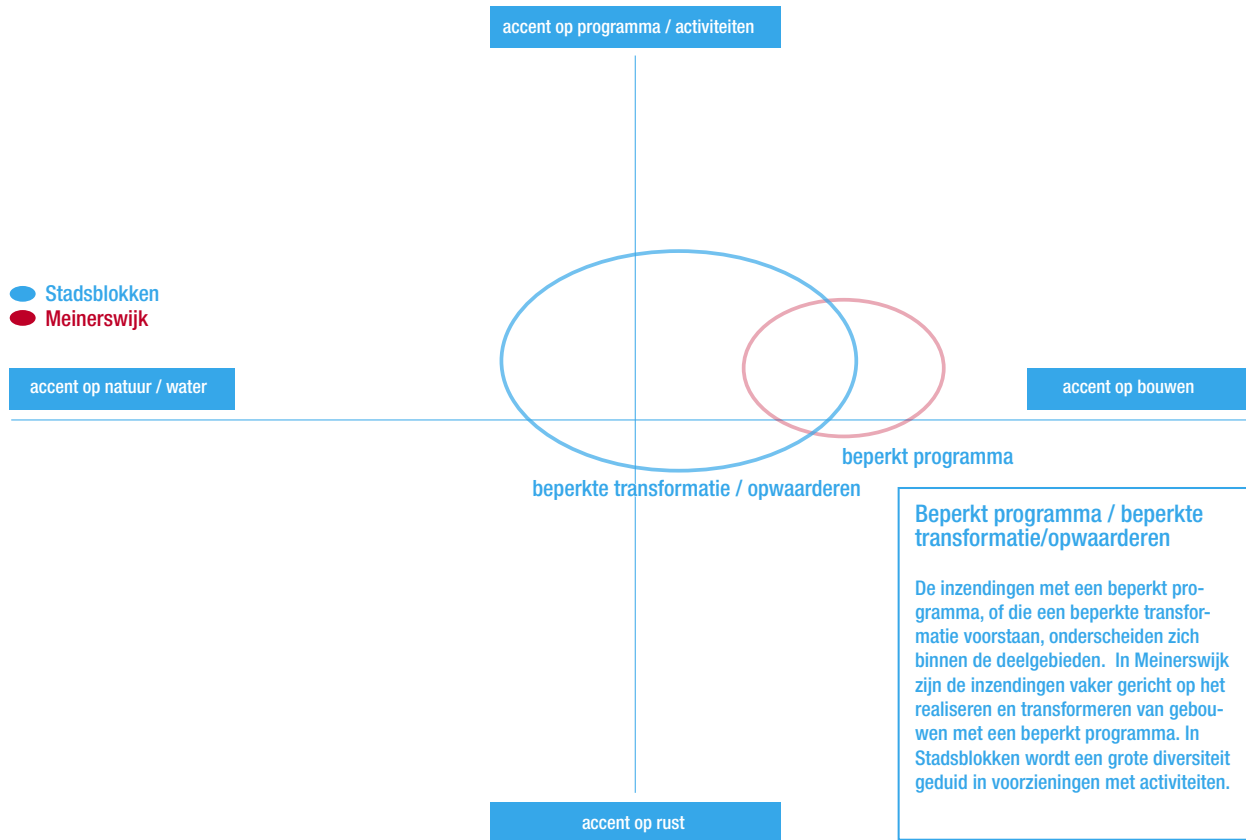 accent op programma / activiteiten
Stadsblokken
Meinerswijk
accent op natuur / water
accent op bouwen
beperkt programma
beperkte transformatie / opwaarderen
Beperkt programma / beperkte
transformatie/opwaarderen
De inzendingen met een beperkt pro-
gramma, of die een beperkte transfor-
matie voorstaan, onderscheiden zich
binnen de deelgebieden.  In Meinerswijk
zijn de inzendingen vaker gericht op het
realiseren en transformeren van gebou-
wen met een beperkt programma. In
Stadsblokken wordt een grote diversiteit
geduid in voorzieningen met activiteiten.
accent op rust